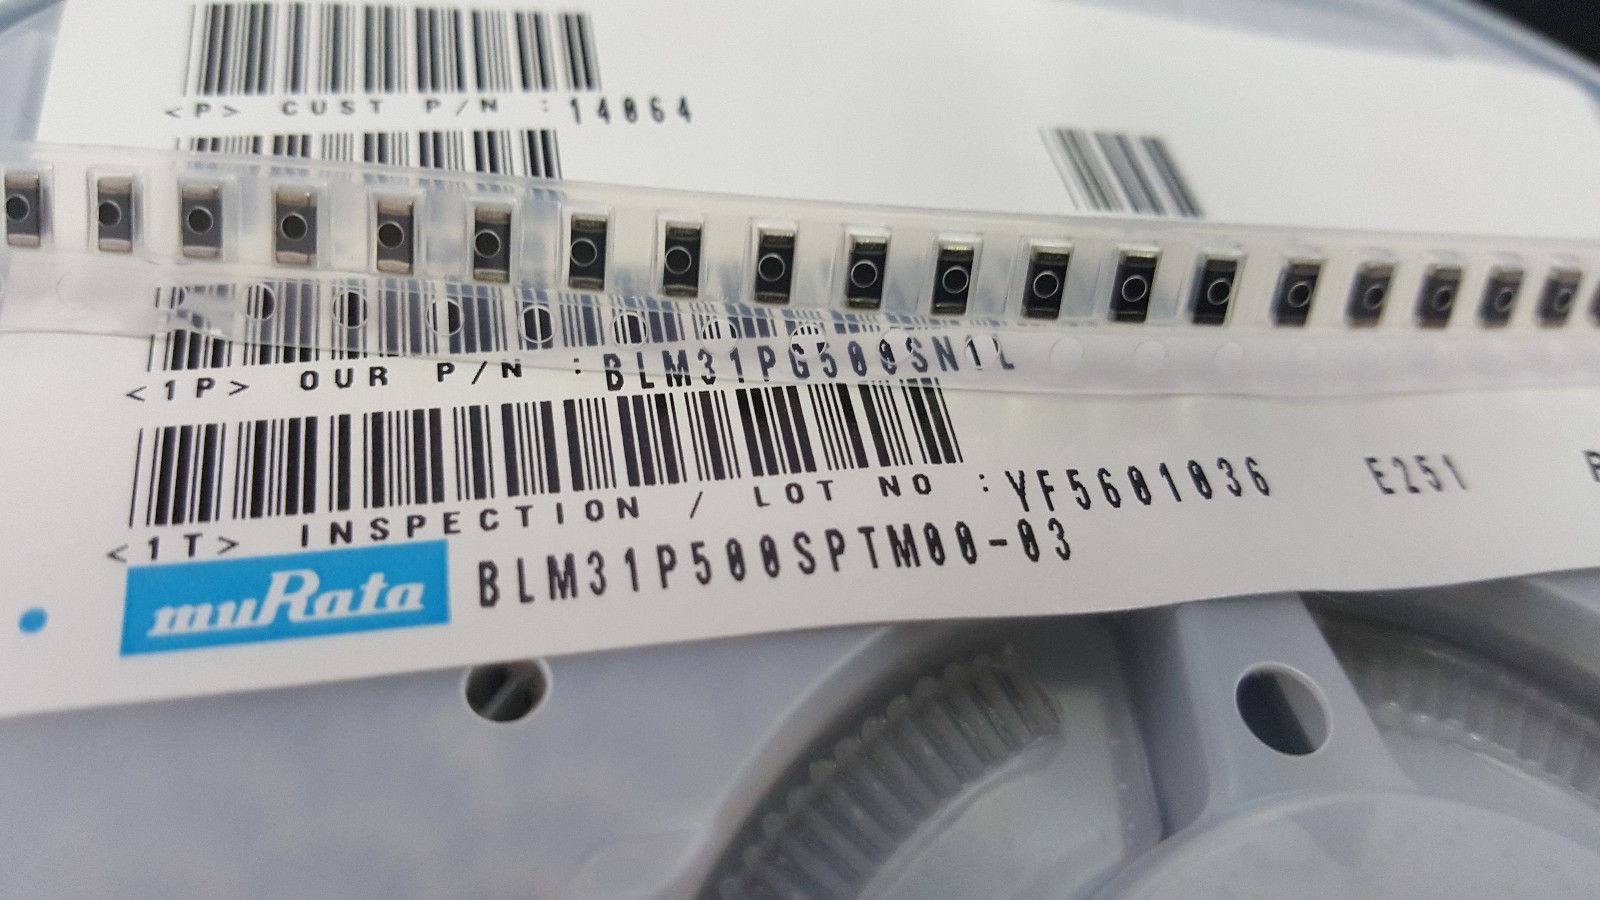 <P> CUST P/N : 14064
<1P> OUR P/N : BLM31PG500SN1L
<1T> INSPECTION / LOT NO : YF5601036 E251
muRata BLM31P500SPTM00-03